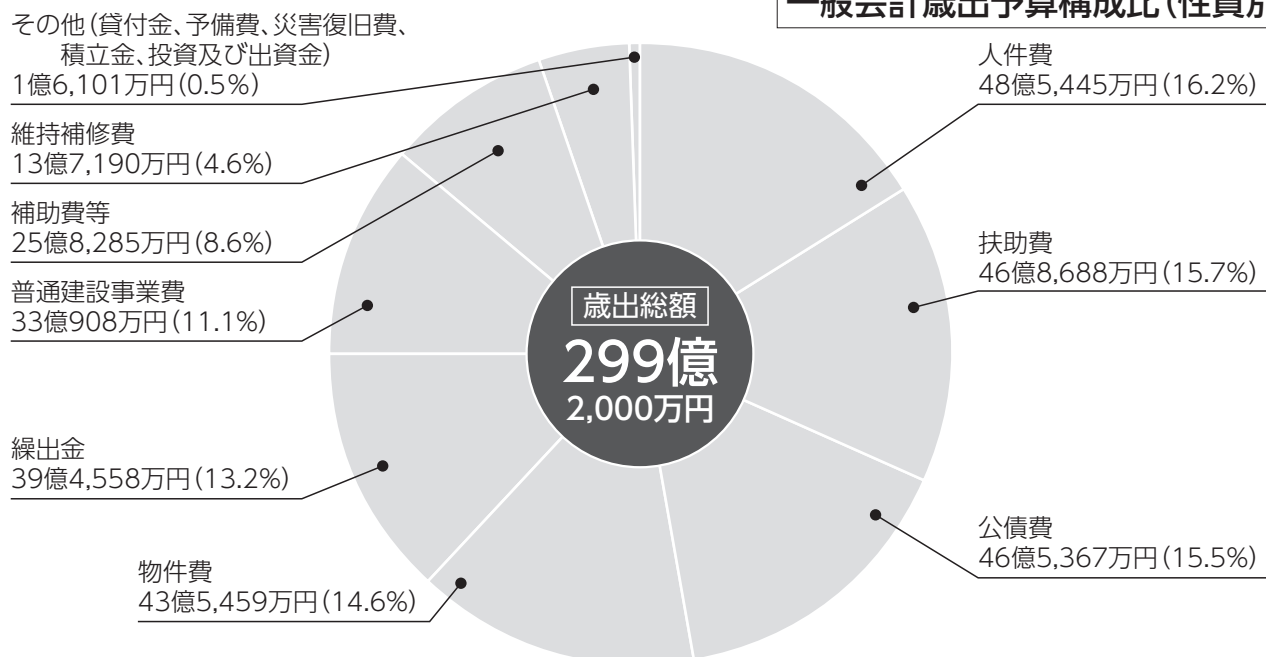 一般会計歳出予算構成比(性質別
その他(貸付金、予備費、災害復旧費、
積立金、投資及び出資金)
1億6,101万円(0.5%)
維持補修費
13億7,190万円(4.6%)
補助費等
25億8,285万円(8.6%)
普通建設事業費
33億908万円(11.1%)
繰出金
39億4,558万円(13.2%)
物件費
43億5,459万円(14.6%)
歳出総額
299億
2,000万円
人件費
48億5,445万円(16.2%)
扶助費
46億8,688万円(15.7%)
公債費
46億5,367万円(15.5%)